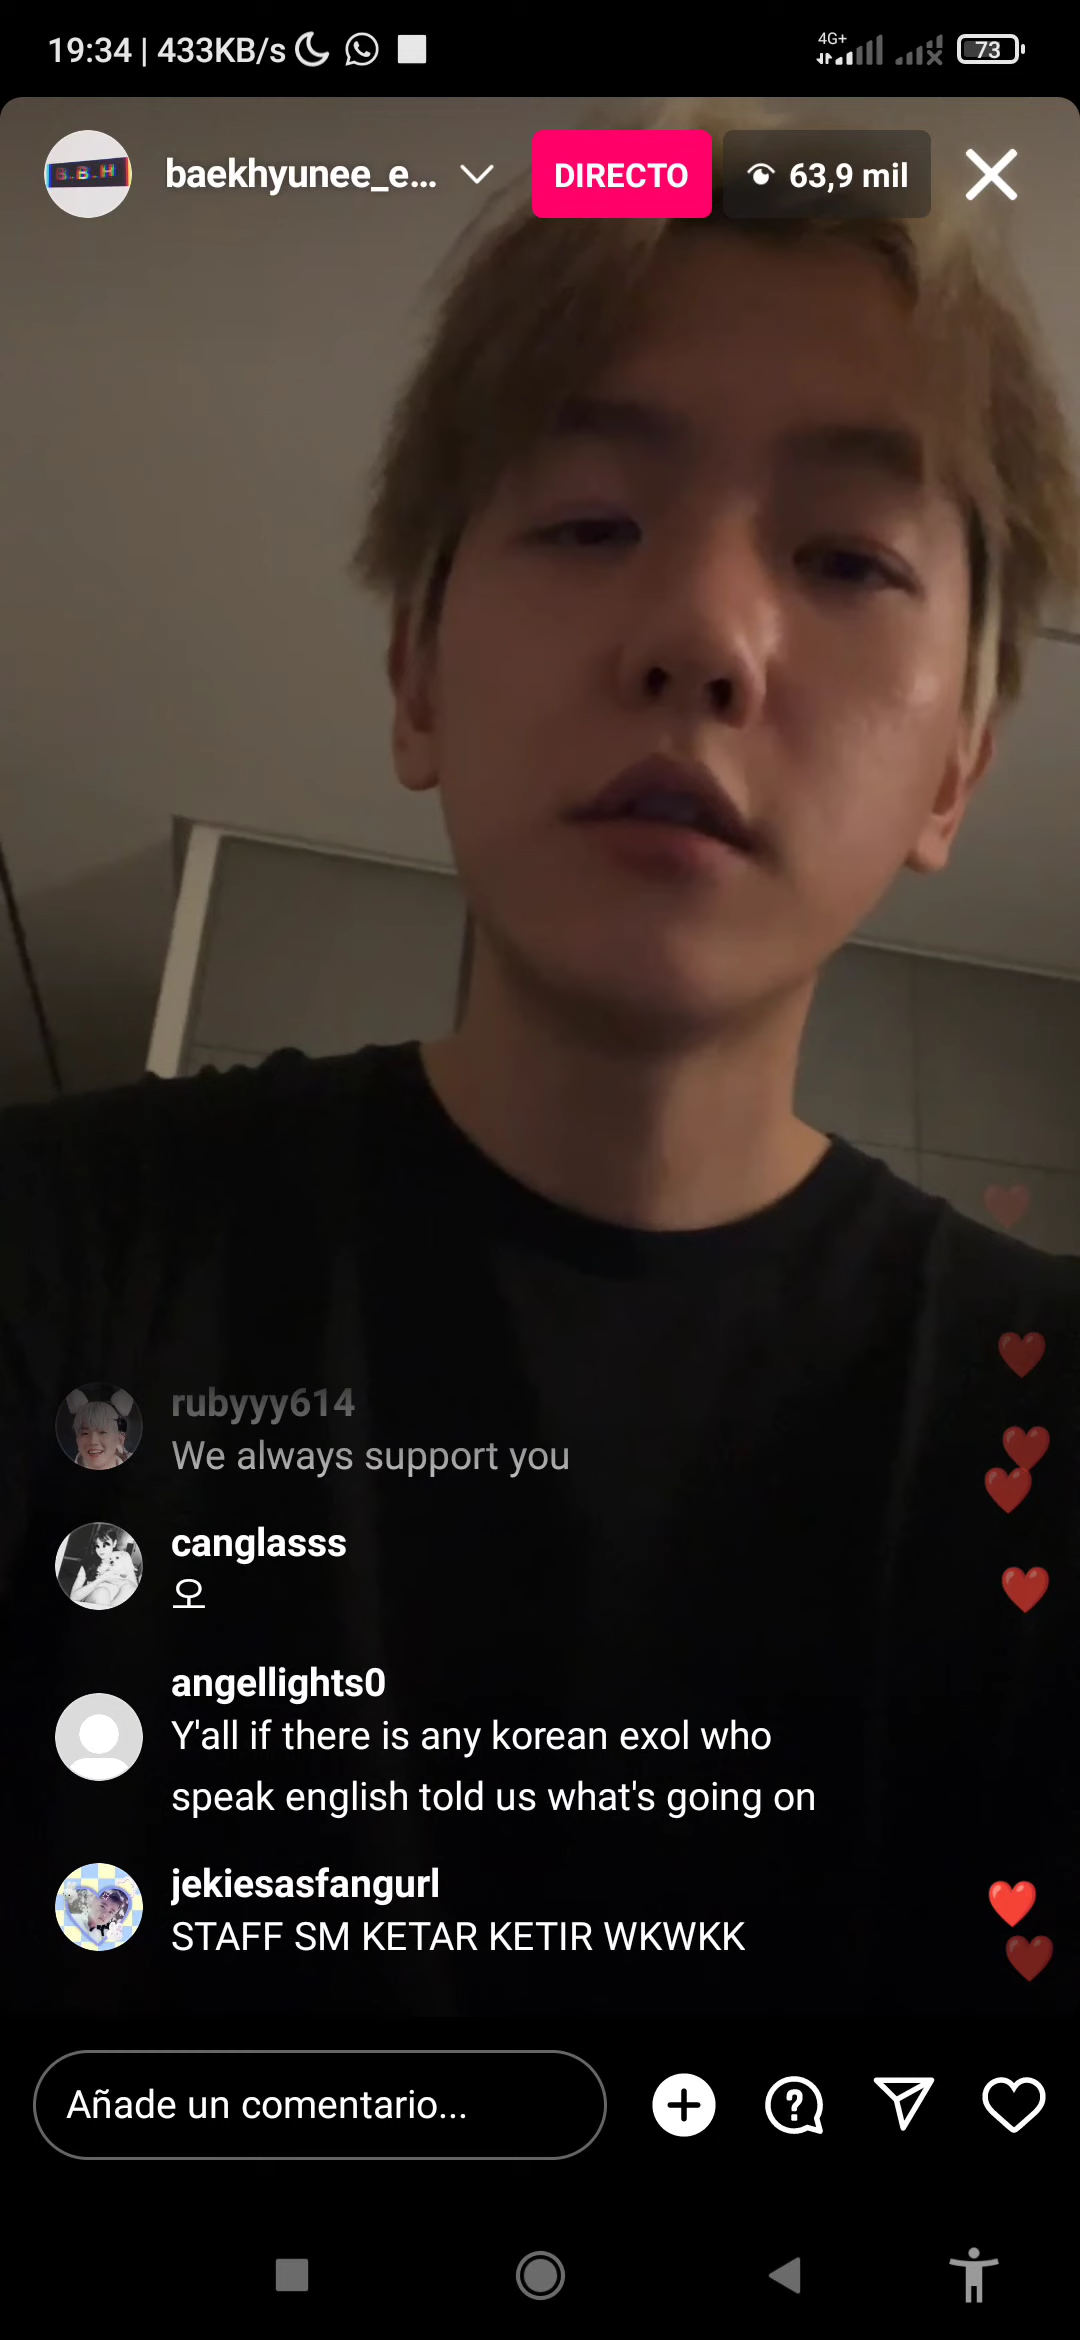 19:34 | 433KB/s
4G+
73
B.B.H
baekhyunee_e...
DIRECTO
63,9 mil
rubyyy614
We always support you
canglasss
오
angellights0
Y'all if there is any korean exol who
speak english told us what's going on
jekiesasfangurl
STAFF SM KETAR KETIR WKWKK
Añade un comentario...